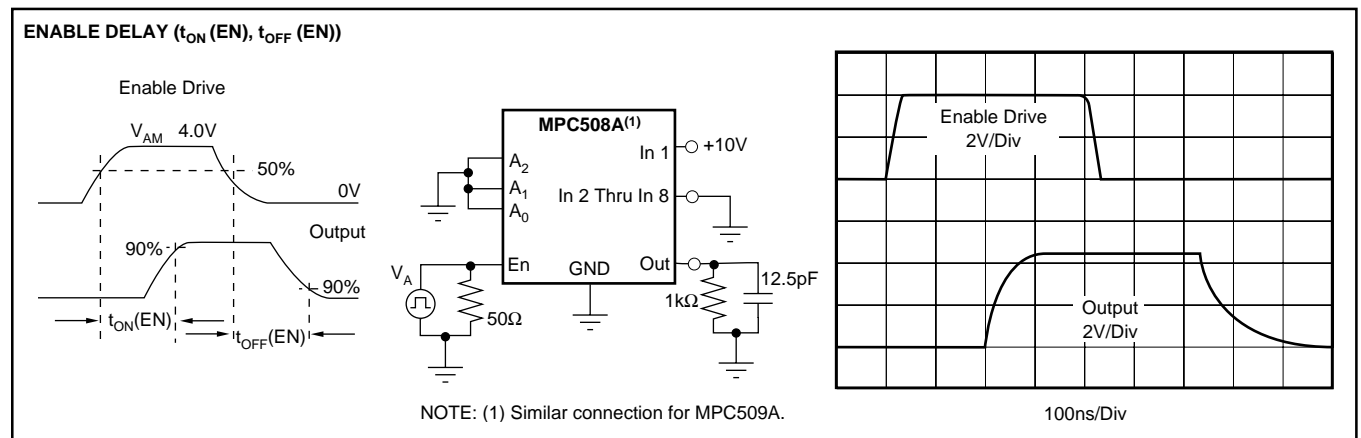 ENABLE DELAY (tON (EN), tOFF (EN))
Enable Drive
VAM 4.0V
50%
0V
Output
90%
90%
tON(EN)
tOFF(EN)
MPC508A(1)
In 1
+10V
A2
A1
A0
In 2 Thru In 8
En
GND
Out
VA
50Ω
1kΩ
12.5pF
NOTE: (1) Similar connection for MPC509A.
Enable Drive
2V/Div
Output
2V/Div
100ns/Div